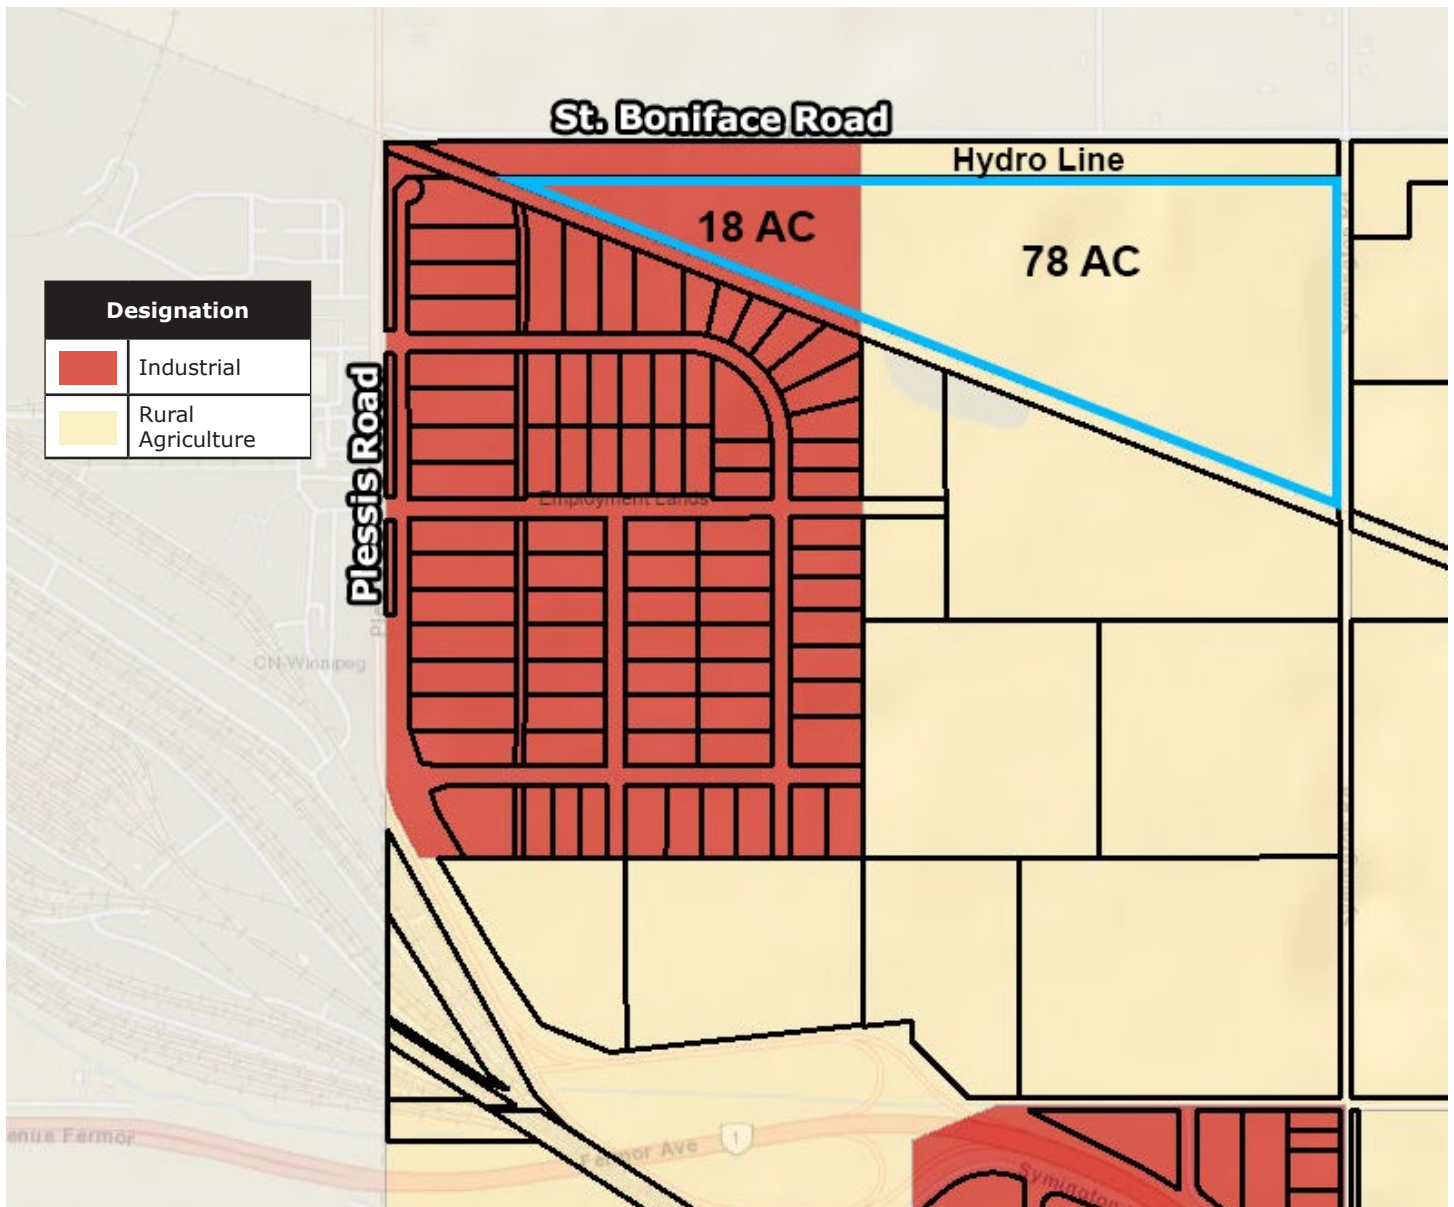 St. Boniface Road
Hydro Line
18 AC
78 AC
Designation
Industrial
Rural
Agriculture
Plessis Road
Employment Lands
CN-Winnipeg
enue Fermor
Fermor Ave
1
Symington